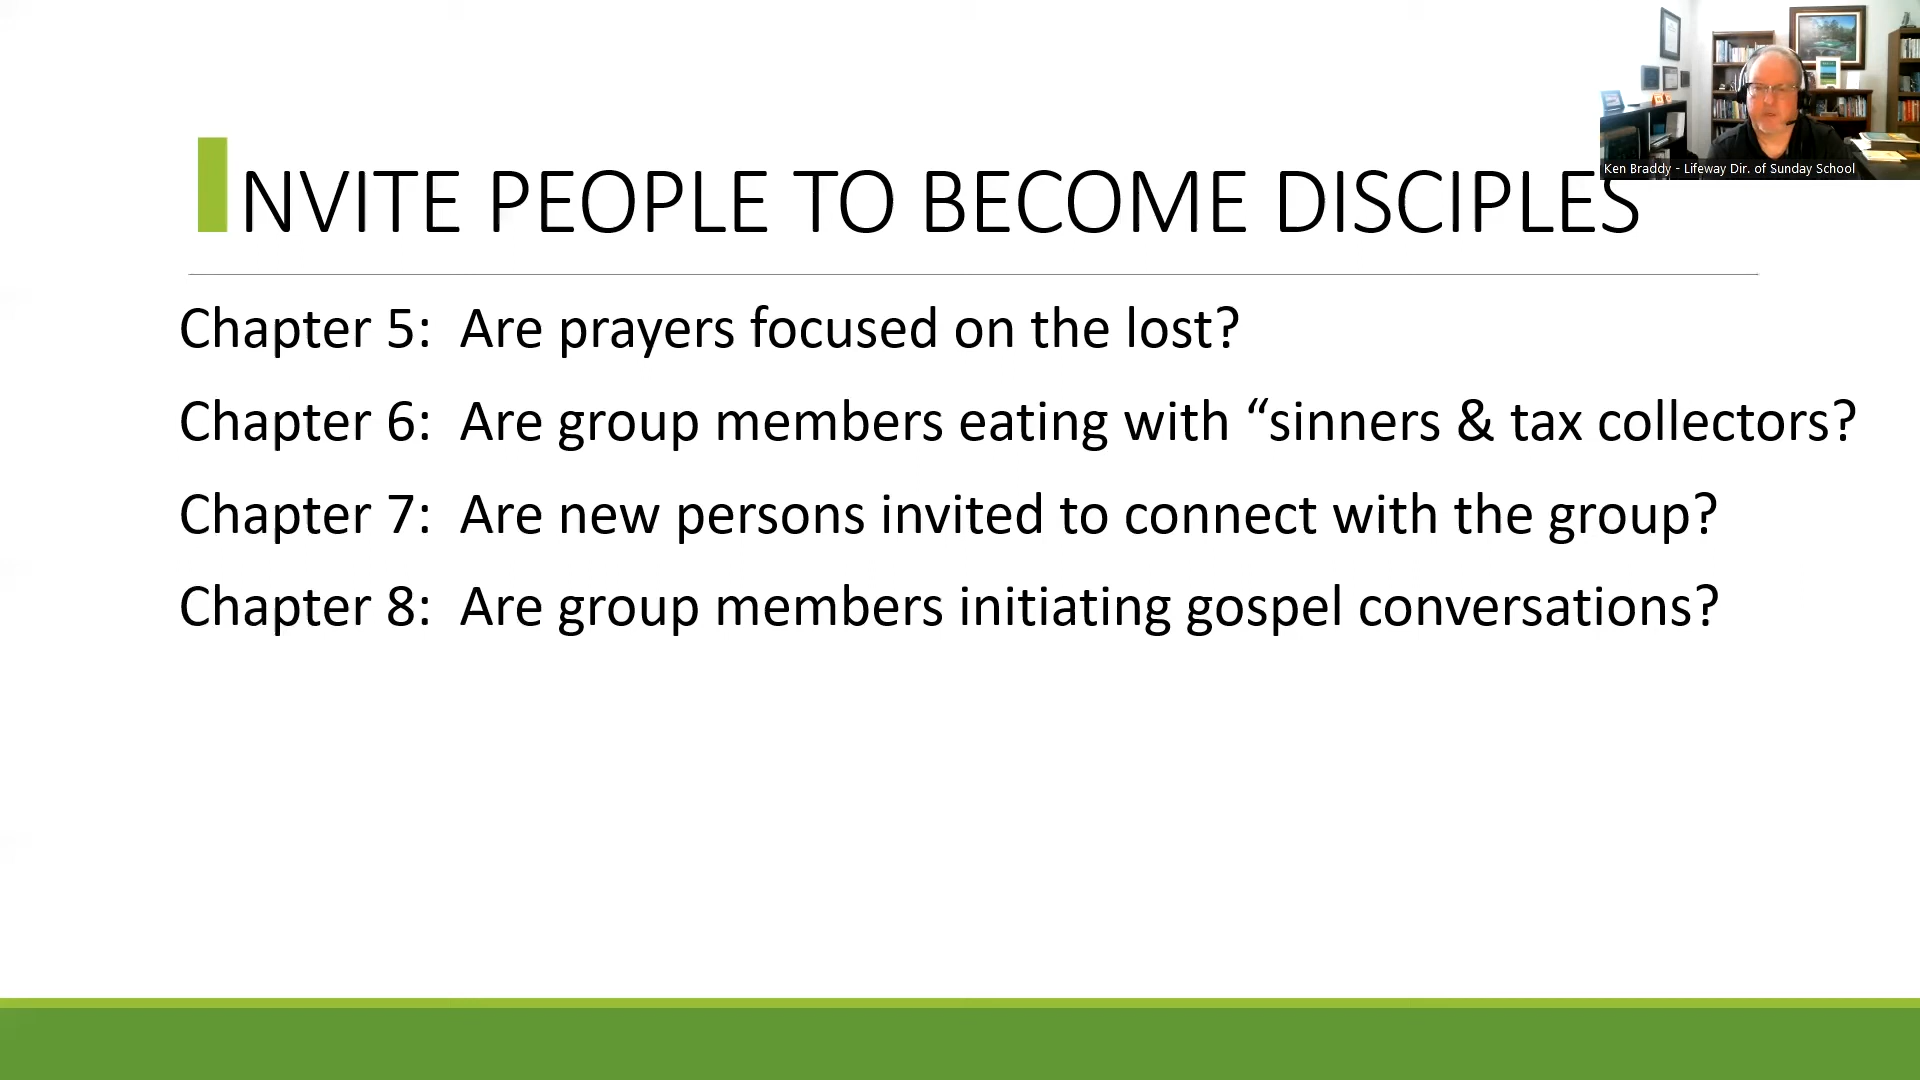 INVITE PEOPLE TO BECOME DISCIPLES
Ken Braddy - Lifeway Dir. of Sunday School
Chapter 5: Are prayers focused on the lost?
Chapter 6: Are group members eating with “sinners & tax collectors?
Chapter 7: Are new persons invited to connect with the group?
Chapter 8: Are group members initiating gospel conversations?